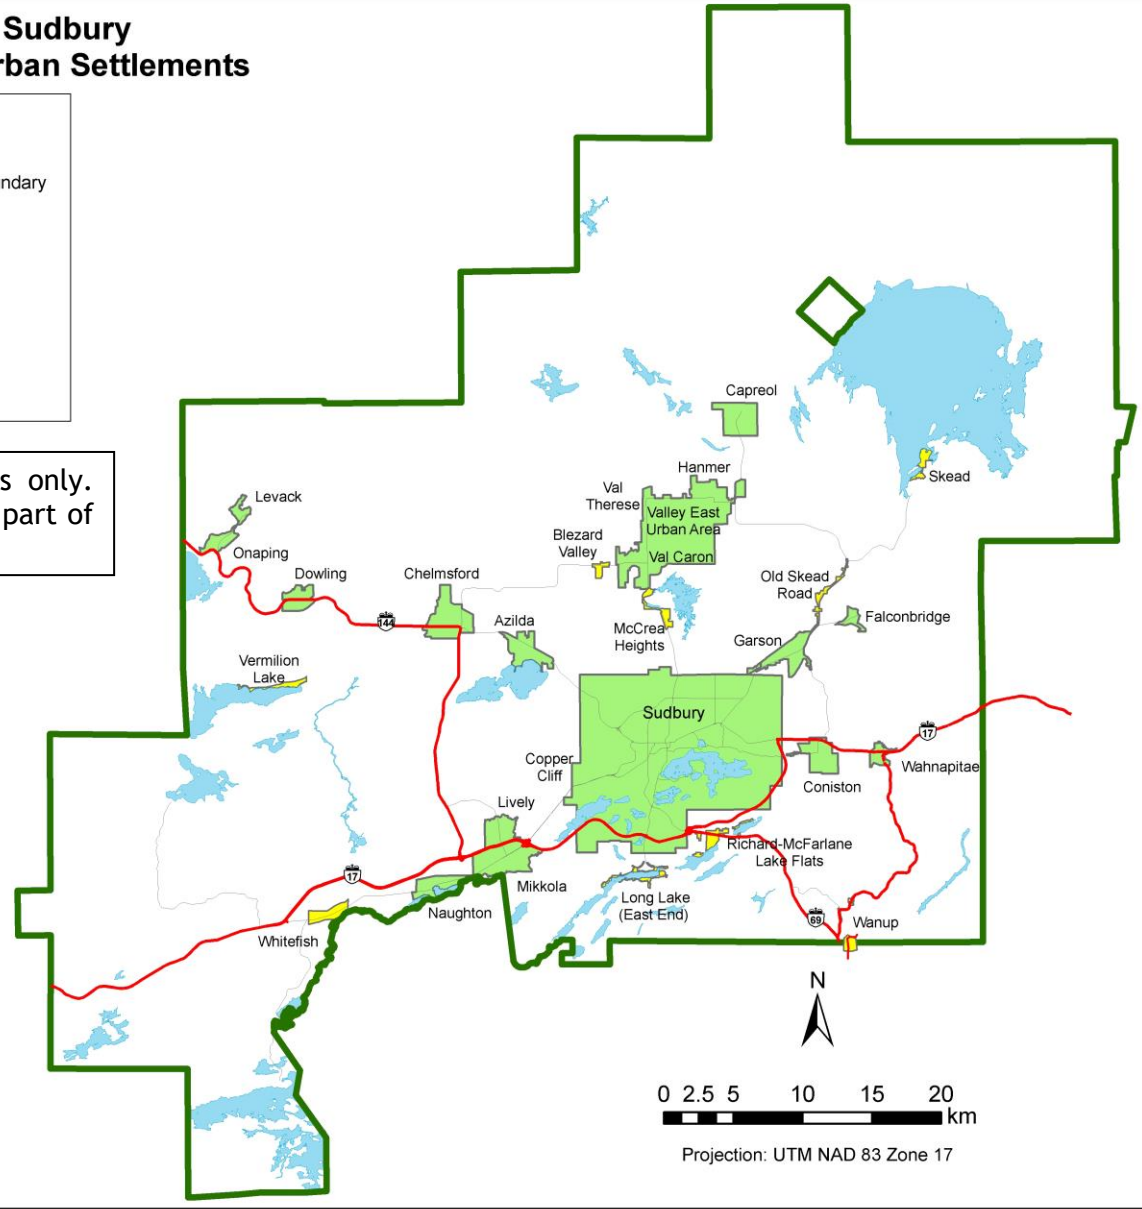 Sudbury
rban Settlements
ndary
s only.
part of
Capreol
Hanmer
Val
Therese
Valley East
Urban Area
Val Caron
Blezard
Valley
Skead
Levack
Onaping
Dowling
Chelmsford
144
Azilda
McCrea
Heights
Old Skead
Road
Falconbridge
Garson
Vermilion
Lake
Sudbury
Copper
Cliff
17
Wahnapitae
Coniston
Lively
Richard-McFarlane
Lake Flats
17
Mikkola
Naughton
Long Lake
(East End)
69
Wanup
Whitefish
N
0 2.5 5 10 15 20
km
Projection: UTM NAD 83 Zone 17